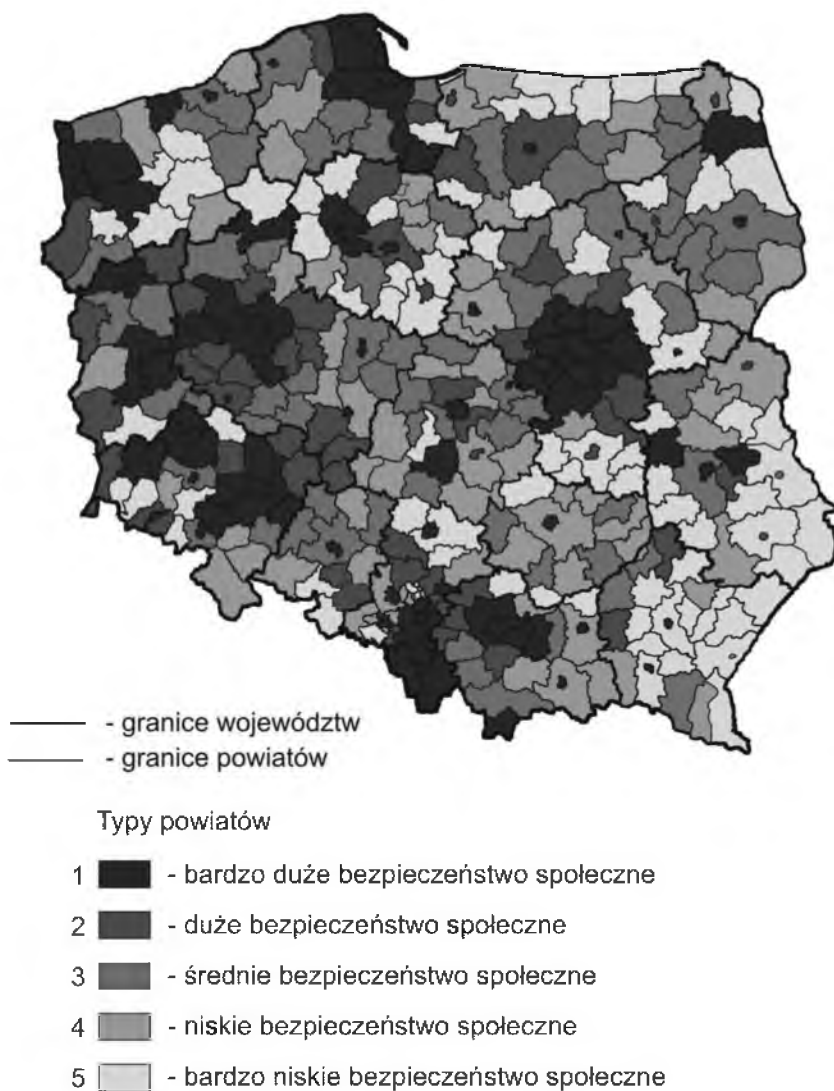 - granice województw
- granice powiatów
Typy powiatów
1 - bardzo duże bezpieczeństwo społeczne
2 - duże bezpieczeństwo społeczne
3 - średnie bezpieczeństwo społeczne
4 - niskie bezpieczeństwo społeczne
5 - bardzo niskie bezpieczeństwo społeczne